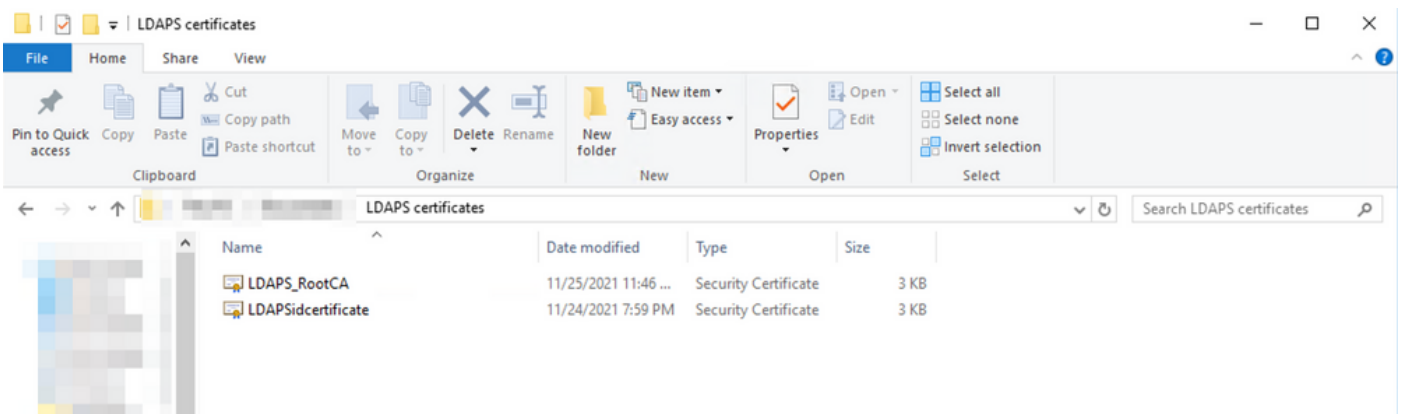 LDAPS certificates
File Home Share View
Pin to Quick access
Copy
Paste
Cut
Copy path
Paste shortcut
Clipboard
Move to
Copy to
Delete
Rename
Organize
New folder
New item
Easy access
New
Properties
Open
Edit
Open
Select all
Select none
Invert selection
Select
LDAPS certificates
Search LDAPS certificates
Name Date modified Type Size
LDAPS_RootCA 11/25/2021 11:46 ... Security Certificate 3 KB
LDAPSidcertificate 11/24/2021 7:59 PM Security Certificate 3 KB